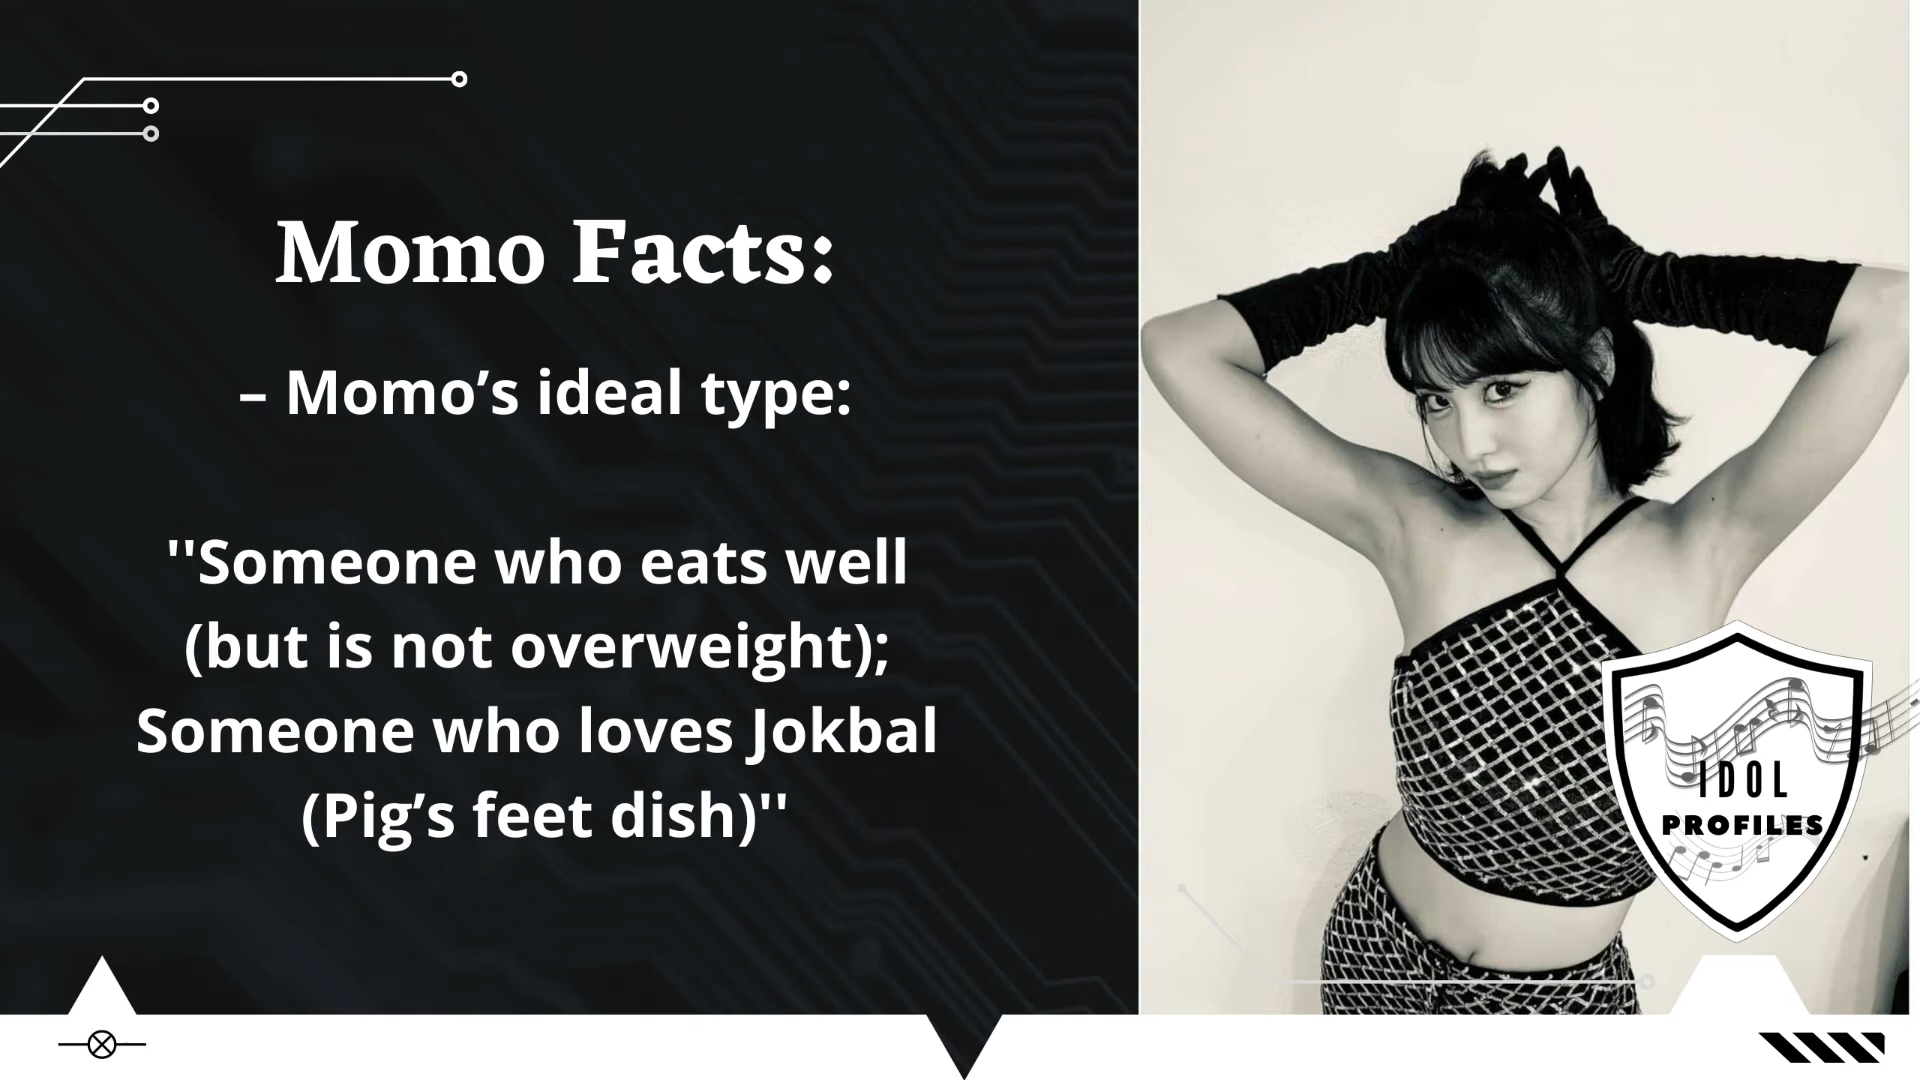 Momo Facts:
– Momo’s ideal type:
''Someone who eats well
(but is not overweight);
Someone who loves Jokbal
(Pig’s feet dish)''
IDOL
PROFILES